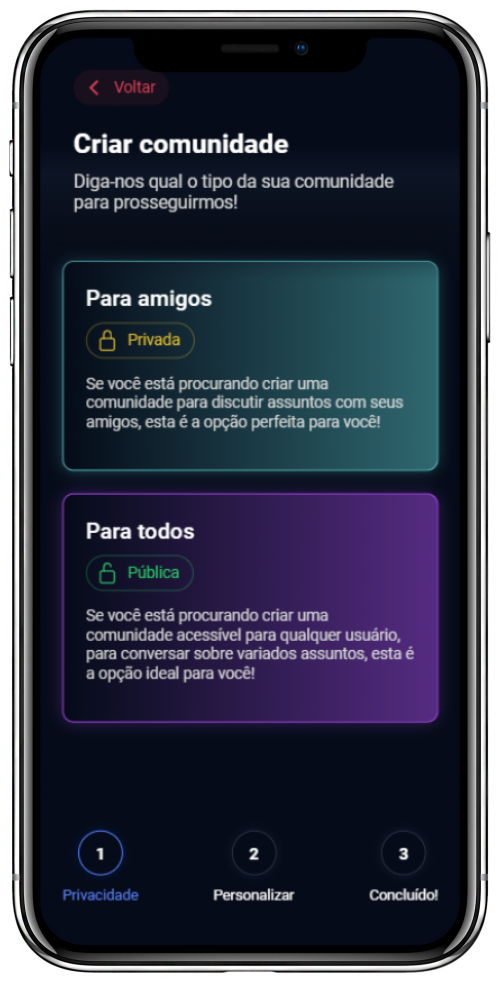 Voltar
Criar comunidade
Diga-nos qual o tipo da sua comunidade
para prosseguirmos!
Para amigos
Privada
Se você está procurando criar uma
comunidade para discutir assuntos com seus
amigos, esta é a opção perfeita para você!
Para todos
Pública
Se você está procurando criar uma
comunidade acessível para qualquer usuário,
para conversar sobre variados assuntos, esta é
a opção ideal para você!
1 2 3
Privacidade Personalizar Concluído!